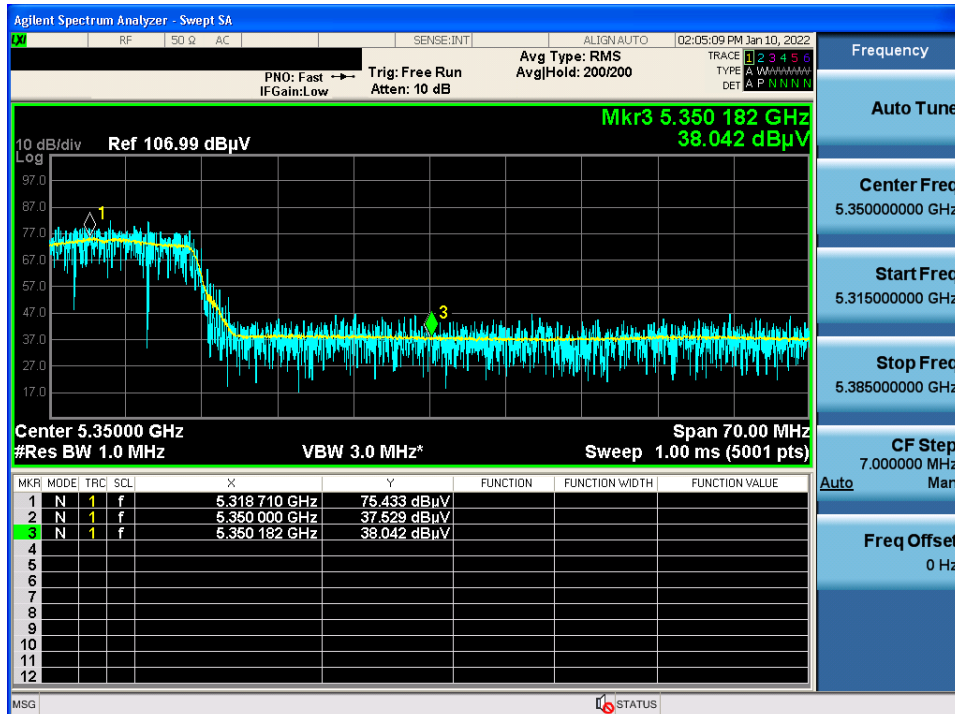 Agilent Spectrum Analyzer - Swept SA
LXI RF 50 Ω AC SENSE:INT ALIGN AUTO 02:05:09 PM Jan 10, 2022
Frequency
PNO: Fast Trig: Free Run Avg Type: RMS TRACE 1 2 3 4 5 6
IFGain:Low Atten: 10 dB Avg|Hold: 200/200 TYPE A WWWWW
DET A P N N N N
Auto Tune
Mkr3 5.350 182 GHz
38.042 dBµV
10 dB/div Ref 106.99 dBµV
Log
97.0
87.0
77.0
67.0
57.0
47.0
37.0
27.0
17.0
1
3
Center Freq
5.350000000 GHz
Start Freq
5.315000000 GHz
Stop Freq
5.385000000 GHz
Center 5.35000 GHz Span 70.00 MHz
#Res BW 1.0 MHz VBW 3.0 MHz* Sweep 1.00 ms (5001 pts)
CF Step
7.000000 MHz
Auto Man
MKR MODE TRC SCL X Y FUNCTION FUNCTION WIDTH FUNCTION VALUE
1 N 1 f 5.318 710 GHz 75.433 dBµV
2 N 1 f 5.350 000 GHz 37.529 dBµV
3 N 1 f 5.350 182 GHz 38.042 dBµV
4
5
6
7
8
9
10
11
12
Freq Offset
0 Hz
MSG STATUS